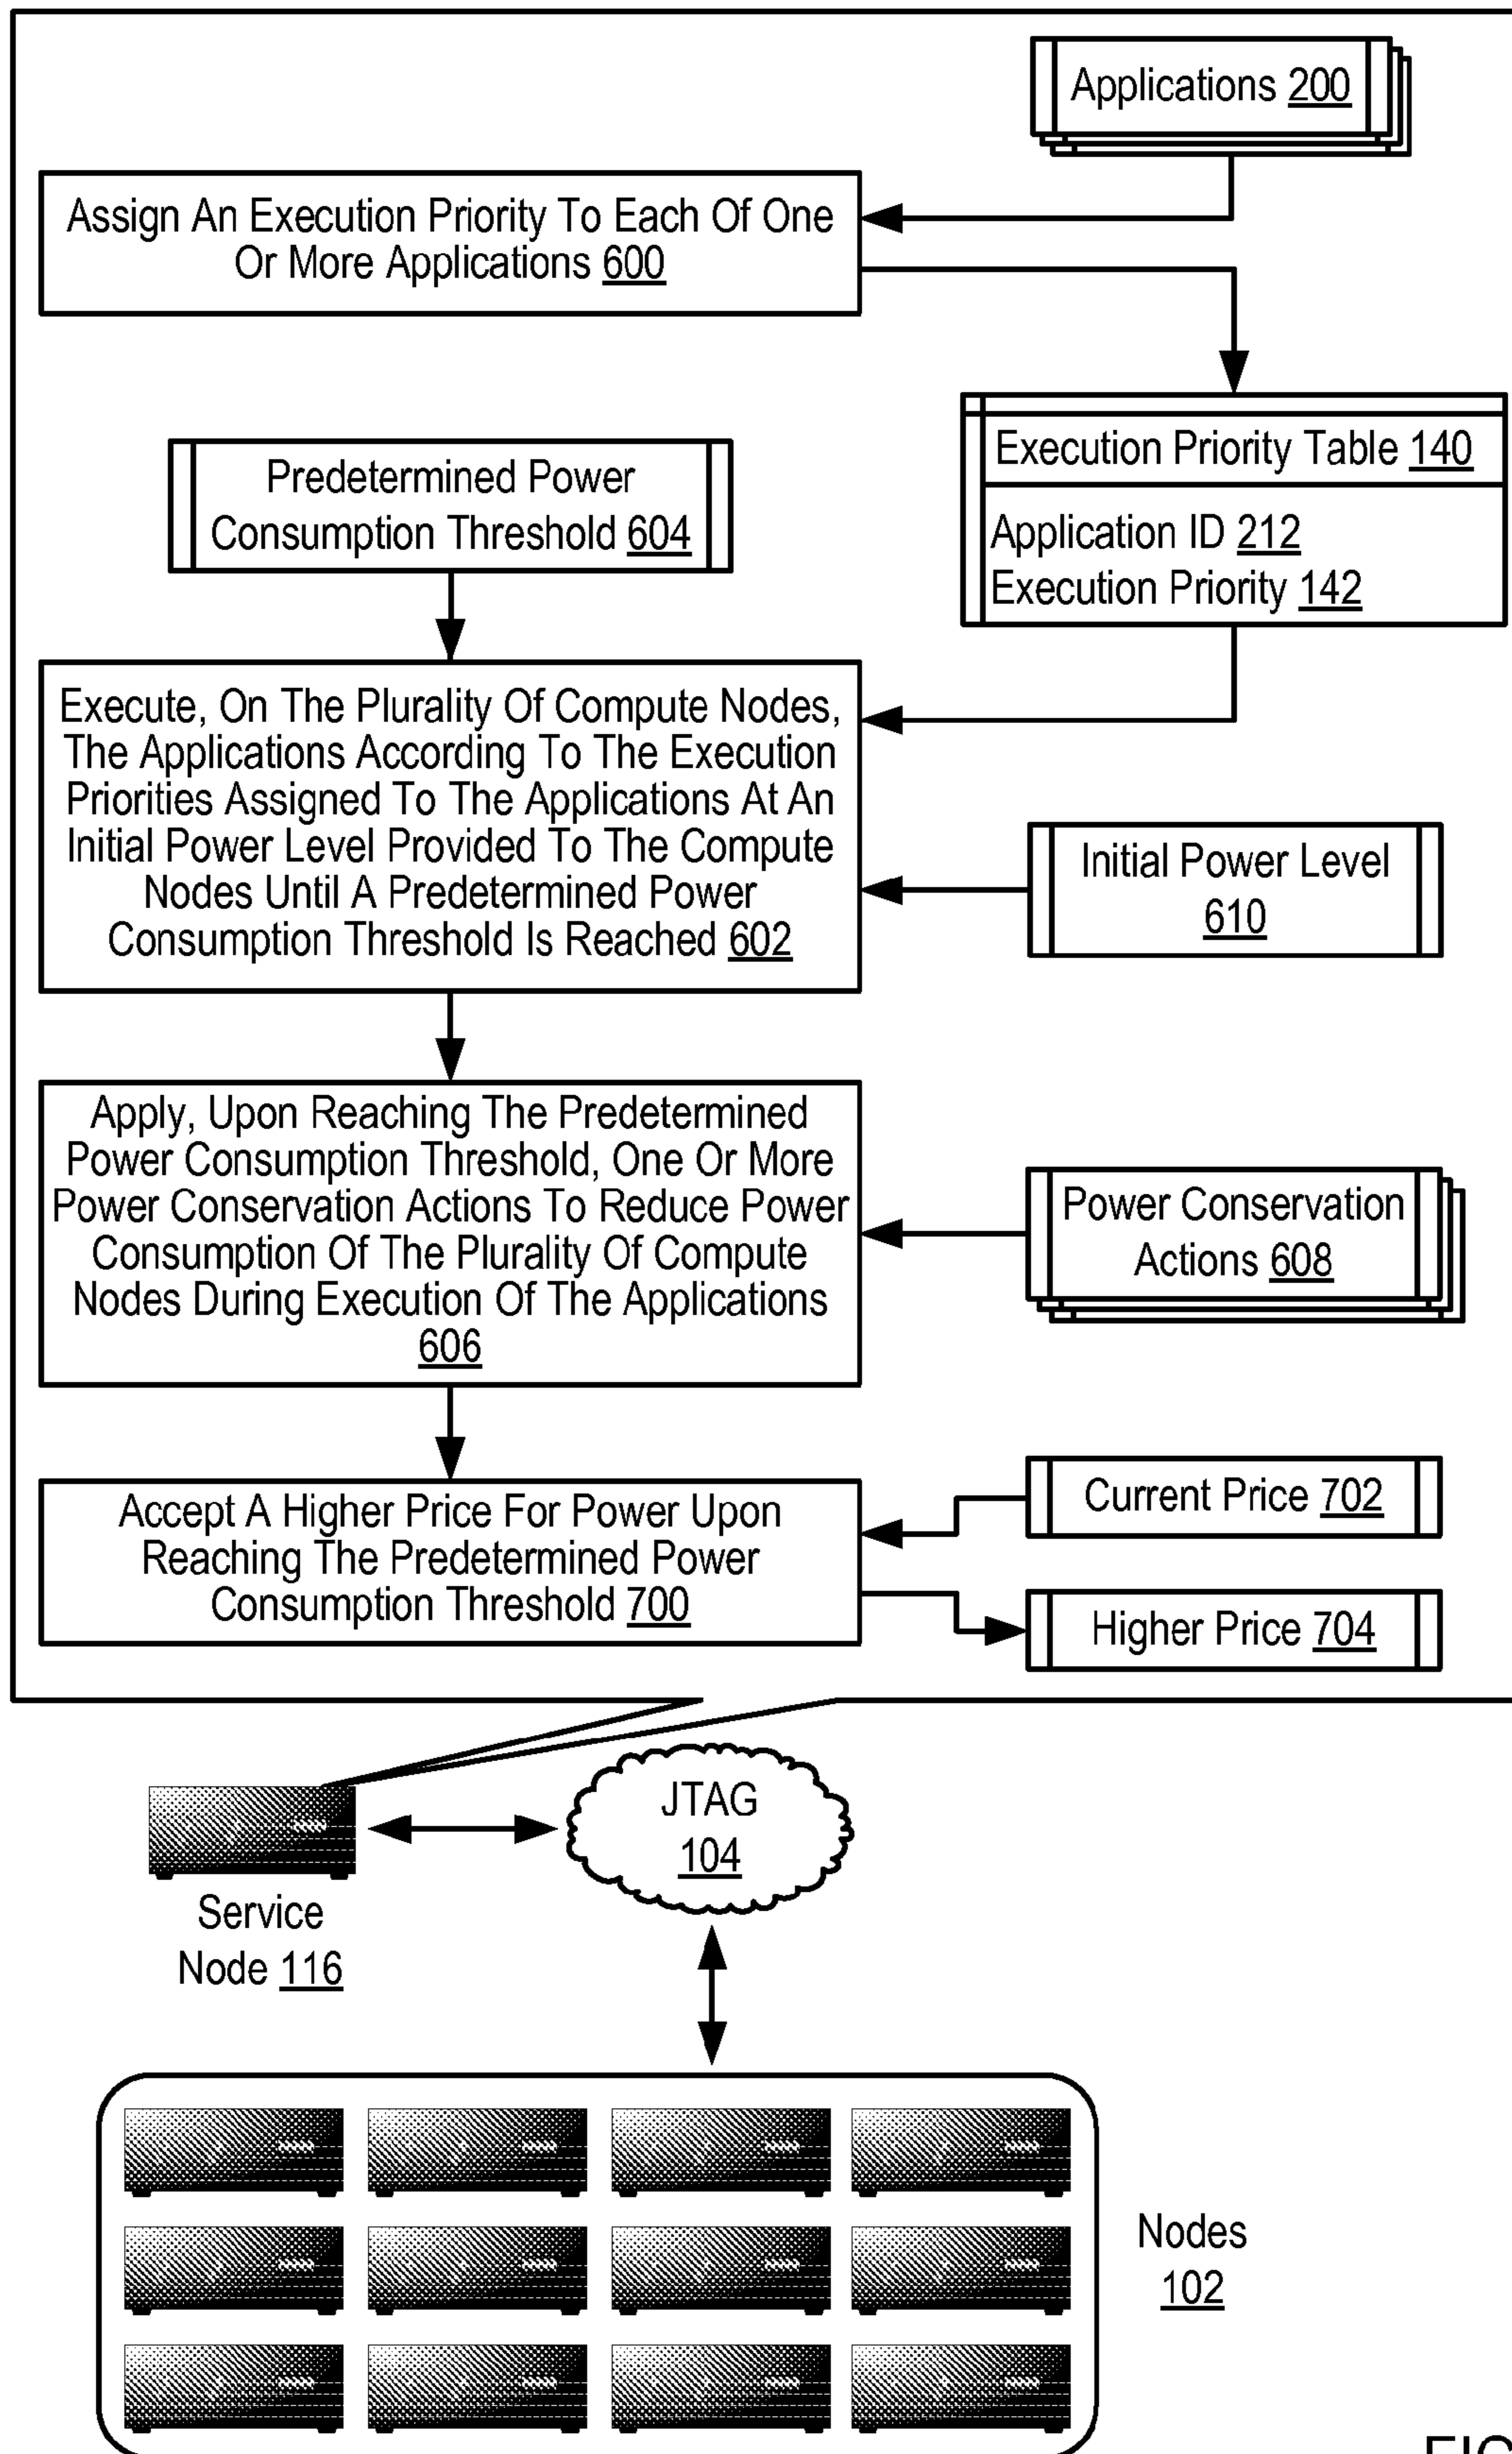 Applications 200
Assign An Execution Priority To Each Of One
Or More Applications 600
Execution Priority Table 140
Application ID 212
Execution Priority 142
Predetermined Power
Consumption Threshold 604
Execute, On The Plurality Of Compute Nodes,
The Applications According To The Execution
Priorities Assigned To The Applications At An
Initial Power Level Provided To The Compute
Nodes Until A Predetermined Power
Consumption Threshold Is Reached 602
Initial Power Level
610
Apply, Upon Reaching The Predetermined
Power Consumption Threshold, One Or More
Power Conservation Actions To Reduce Power
Consumption Of The Plurality Of Compute
Nodes During Execution Of The Applications
606
Power Conservation
Actions 608
Accept A Higher Price For Power Upon
Reaching The Predetermined Power
Consumption Threshold 700
Current Price 702
Higher Price 704
JTAG
104
Service
Node 116
Nodes
102